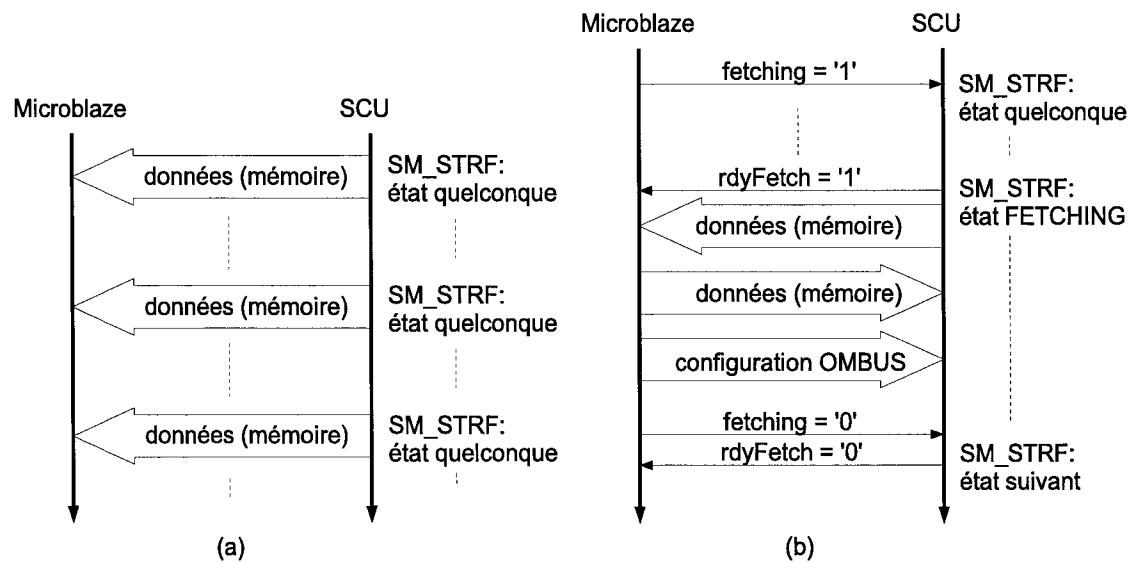 Microblaze
SCU
données (mémoire)
SM_STRF:
état quelconque
données (mémoire)
SM_STRF:
état quelconque
données (mémoire)
SM_STRF:
état quelconque
(a)
Microblaze
SCU
fetching = '1'
SM_STRF:
état quelconque
rdyFetch = '1'
SM_STRF:
état FETCHING
données (mémoire)
données (mémoire)
configuration OMBUS
fetching = '0'
rdyFetch = '0'
SM_STRF:
état suivant
(b)